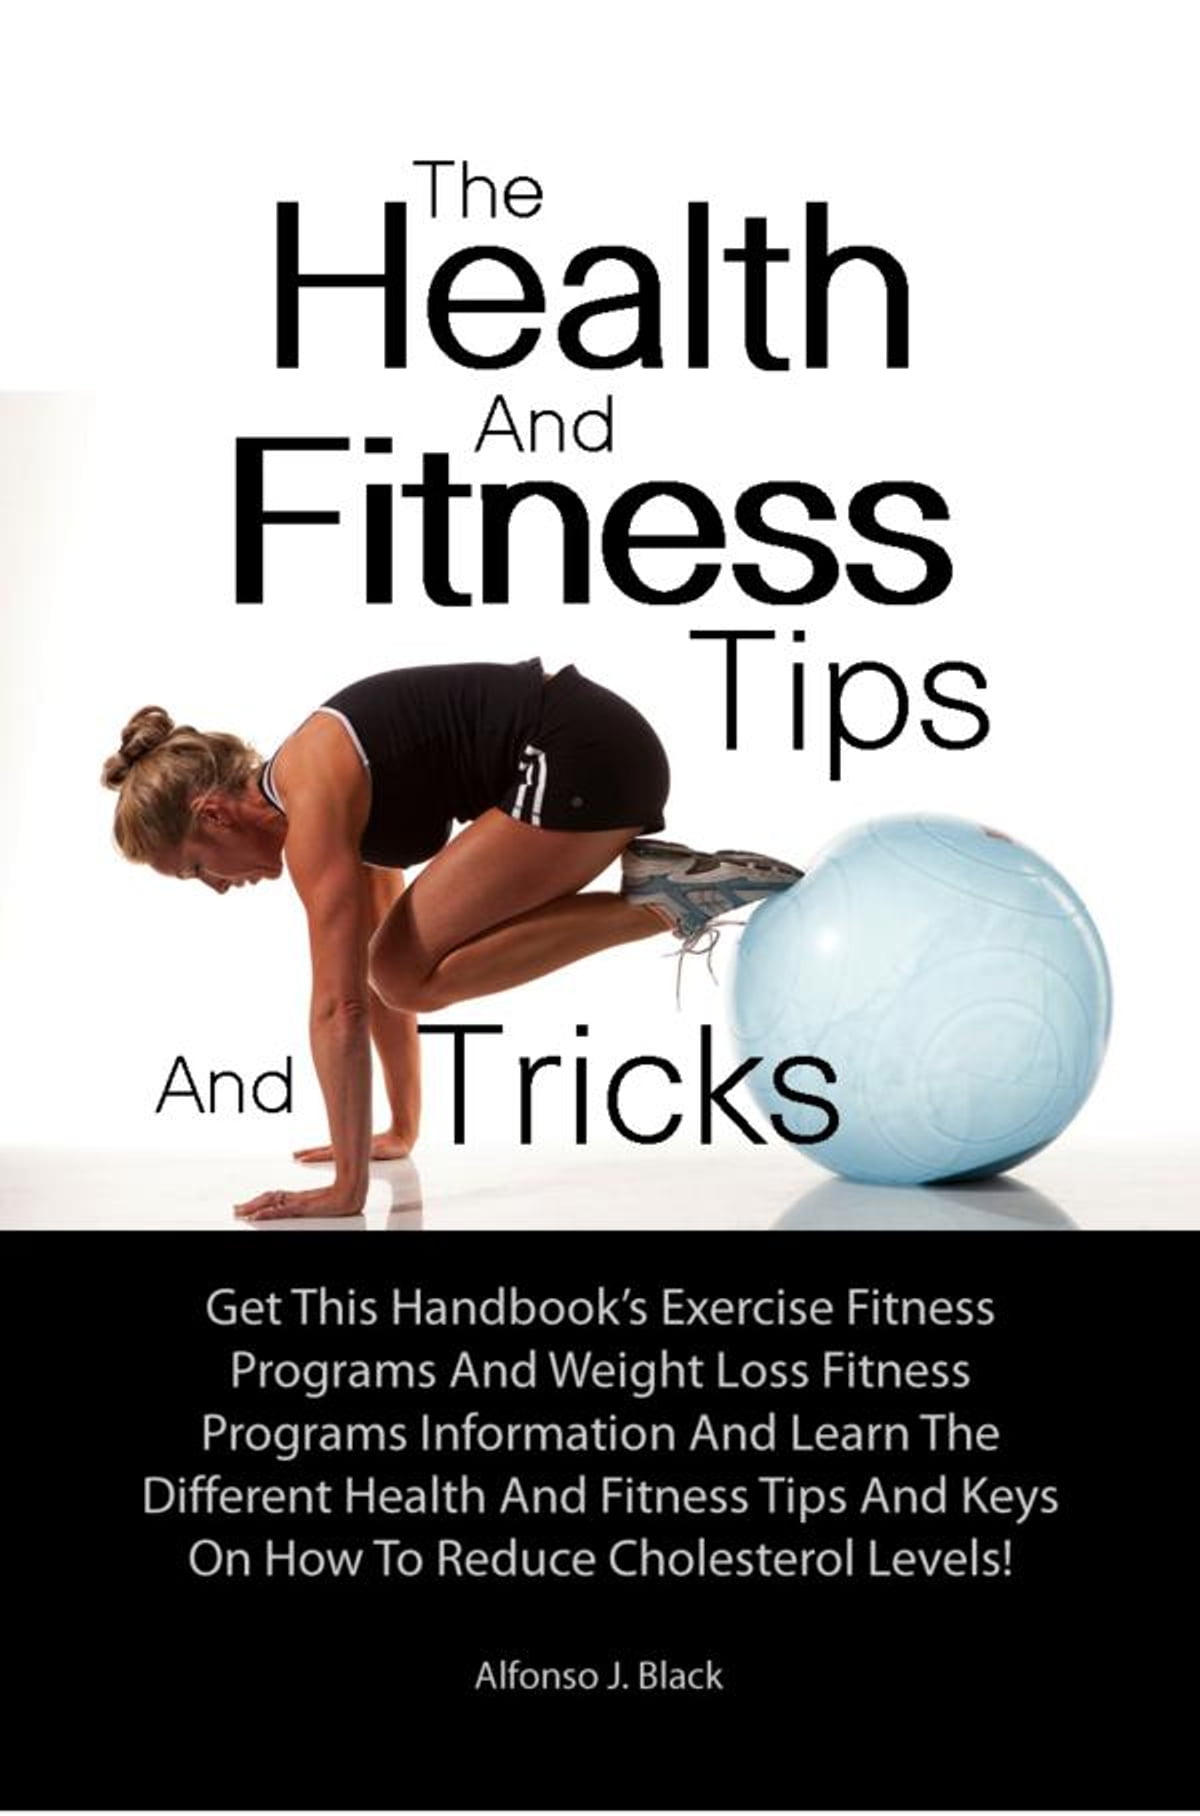 The
Health
And
Fitness
Tips
And Tricks
Get This Handbook's Exercise Fitness
Programs And Weight Loss Fitness
Programs Information And Learn The
Different Health And Fitness Tips And Keys
On How To Reduce Cholesterol Levels!
Alfonso J. Black